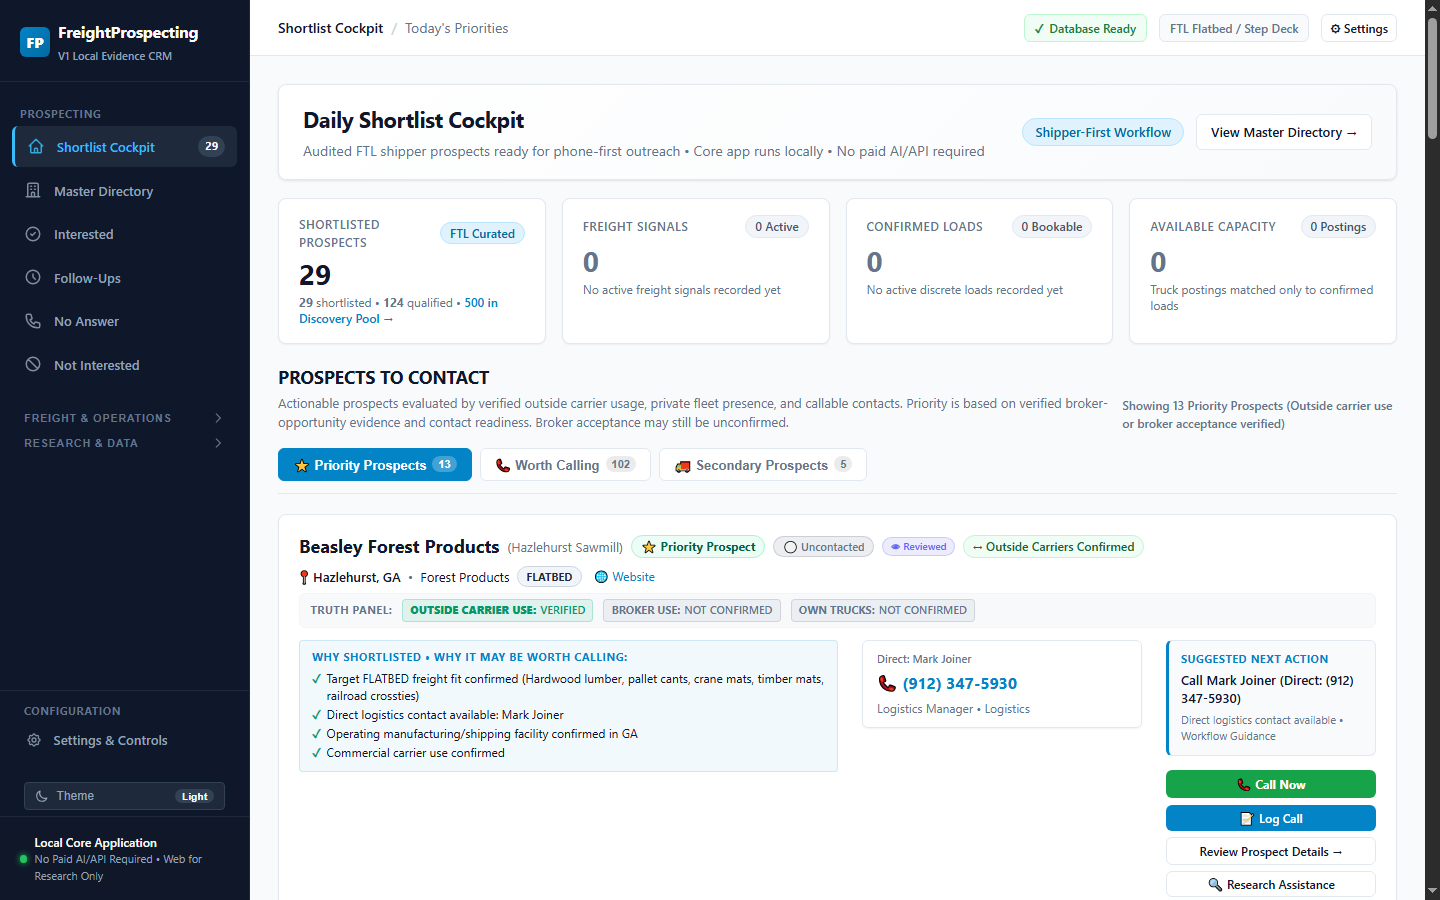 FP
FreightProspecting
V1 Local Evidence CRM
PROSPECTING
Shortlist Cockpit 29
Master Directory
Interested
Follow-Ups
No Answer
Not Interested
FREIGHT & OPERATIONS
RESEARCH & DATA
CONFIGURATION
Settings & Controls
Theme Light
Local Core Application
No Paid AI/API Required • Web for
Research Only
Shortlist Cockpit / Today's Priorities
✓ Database Ready
FTL Flatbed / Step Deck
⚙ Settings
Daily Shortlist Cockpit
Audited FTL shipper prospects ready for phone-first outreach • Core app runs locally • No paid AI/API required
Shipper-First Workflow
View Master Directory →
SHORTLISTED
PROSPECTS
FTL Curated
29
29 shortlisted • 124 qualified • 500 in
Discovery Pool →
FREIGHT SIGNALS
0 Active
0
No active freight signals recorded yet
CONFIRMED LOADS
0 Bookable
0
No active discrete loads recorded yet
AVAILABLE CAPACITY
0 Postings
0
Truck postings matched only to confirmed
loads
PROSPECTS TO CONTACT
Actionable prospects evaluated by verified outside carrier usage, private fleet presence, and callable contacts. Priority is based on verified broker-
opportunity evidence and contact readiness. Broker acceptance may still be unconfirmed.
Showing 13 Priority Prospects (Outside carrier use
or broker acceptance verified)
⭐ Priority Prospects 13
📞 Worth Calling 102
🚚 Secondary Prospects 5
Beasley Forest Products (Hazlehurst Sawmill) ⭐ Priority Prospect ◯ Uncontacted 👁 Reviewed ↔ Outside Carriers Confirmed
📍 Hazlehurst, GA • Forest Products FLATBED 🌐 Website
TRUTH PANEL: OUTSIDE CARRIER USE: VERIFIED BROKER USE: NOT CONFIRMED OWN TRUCKS: NOT CONFIRMED
WHY SHORTLISTED • WHY IT MAY BE WORTH CALLING:
✓ Target FLATBED freight fit confirmed (Hardwood lumber, pallet cants, crane mats, timber mats,
railroad crossties)
✓ Direct logistics contact available: Mark Joiner
✓ Operating manufacturing/shipping facility confirmed in GA
✓ Commercial carrier use confirmed
Direct: Mark Joiner
📞 (912) 347-5930
Logistics Manager • Logistics
SUGGESTED NEXT ACTION
Call Mark Joiner (Direct: (912)
347-5930)
Direct logistics contact available •
Workflow Guidance
📞 Call Now
📝 Log Call
Review Prospect Details →
🔍 Research Assistance